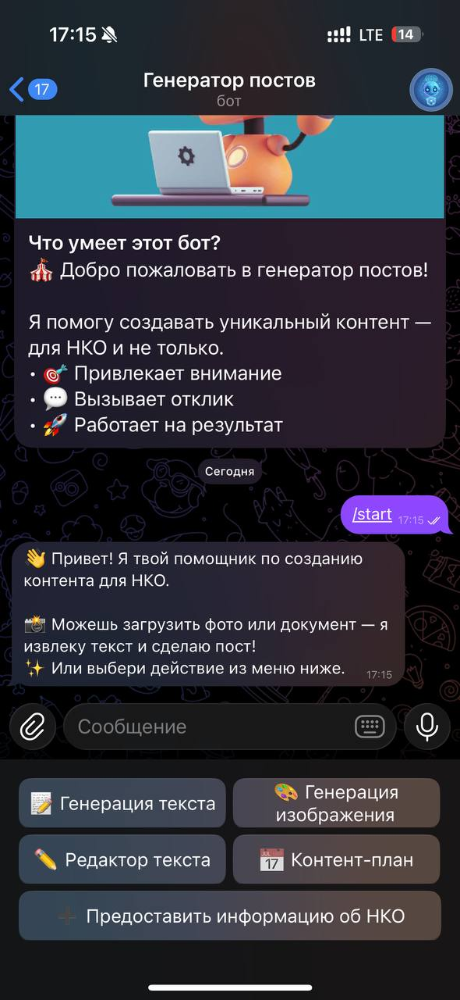 17:15
LTE
14
17
Генератор постов
бот
Что умеет этот бот?
🎪 Добро пожаловать в генератор постов!
Я помогу создавать уникальный контент —
для НКО и не только.
• 🎯 Привлекает внимание
• 💬 Вызывает отклик
• 🚀 Работает на результат
Сегодня
/start 17:15
👋 Привет! Я твой помощник по созданию
контента для НКО.
📸 Можешь загрузить фото или документ — я
извлеку текст и сделаю пост!
✨ Или выбери действие из меню ниже. 17:15
Сообщение
📝 Генерация текста
🎨 Генерация
изображения
✏️ Редактор текста
📅 Контент-план
➕ Предоставить информацию об НКО